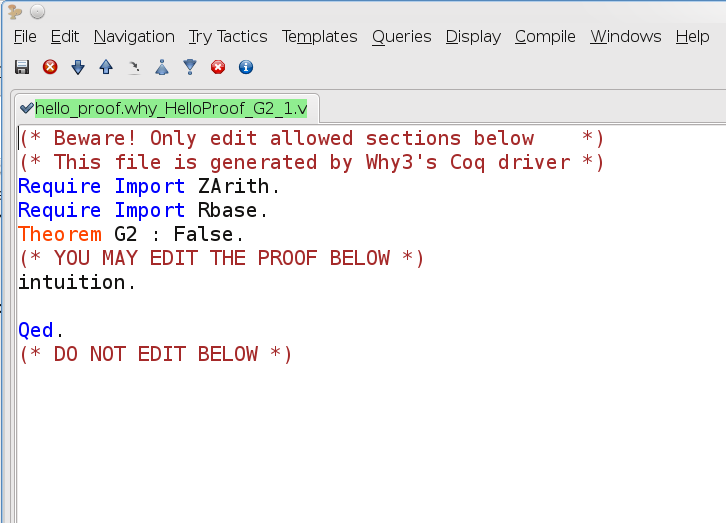 File Edit Navigation Try Tactics Templates Queries Display Compile Windows Help
hello_proof.why_HelloProof_G2_1.v
(* Beware! Only edit allowed sections below    *)
(* This file is generated by Why3's Coq driver *)
Require Import ZArith.
Require Import Rbase.
Theorem G2 : False.
(* YOU MAY EDIT THE PROOF BELOW *)
intuition.
Qed.
(* DO NOT EDIT BELOW *)